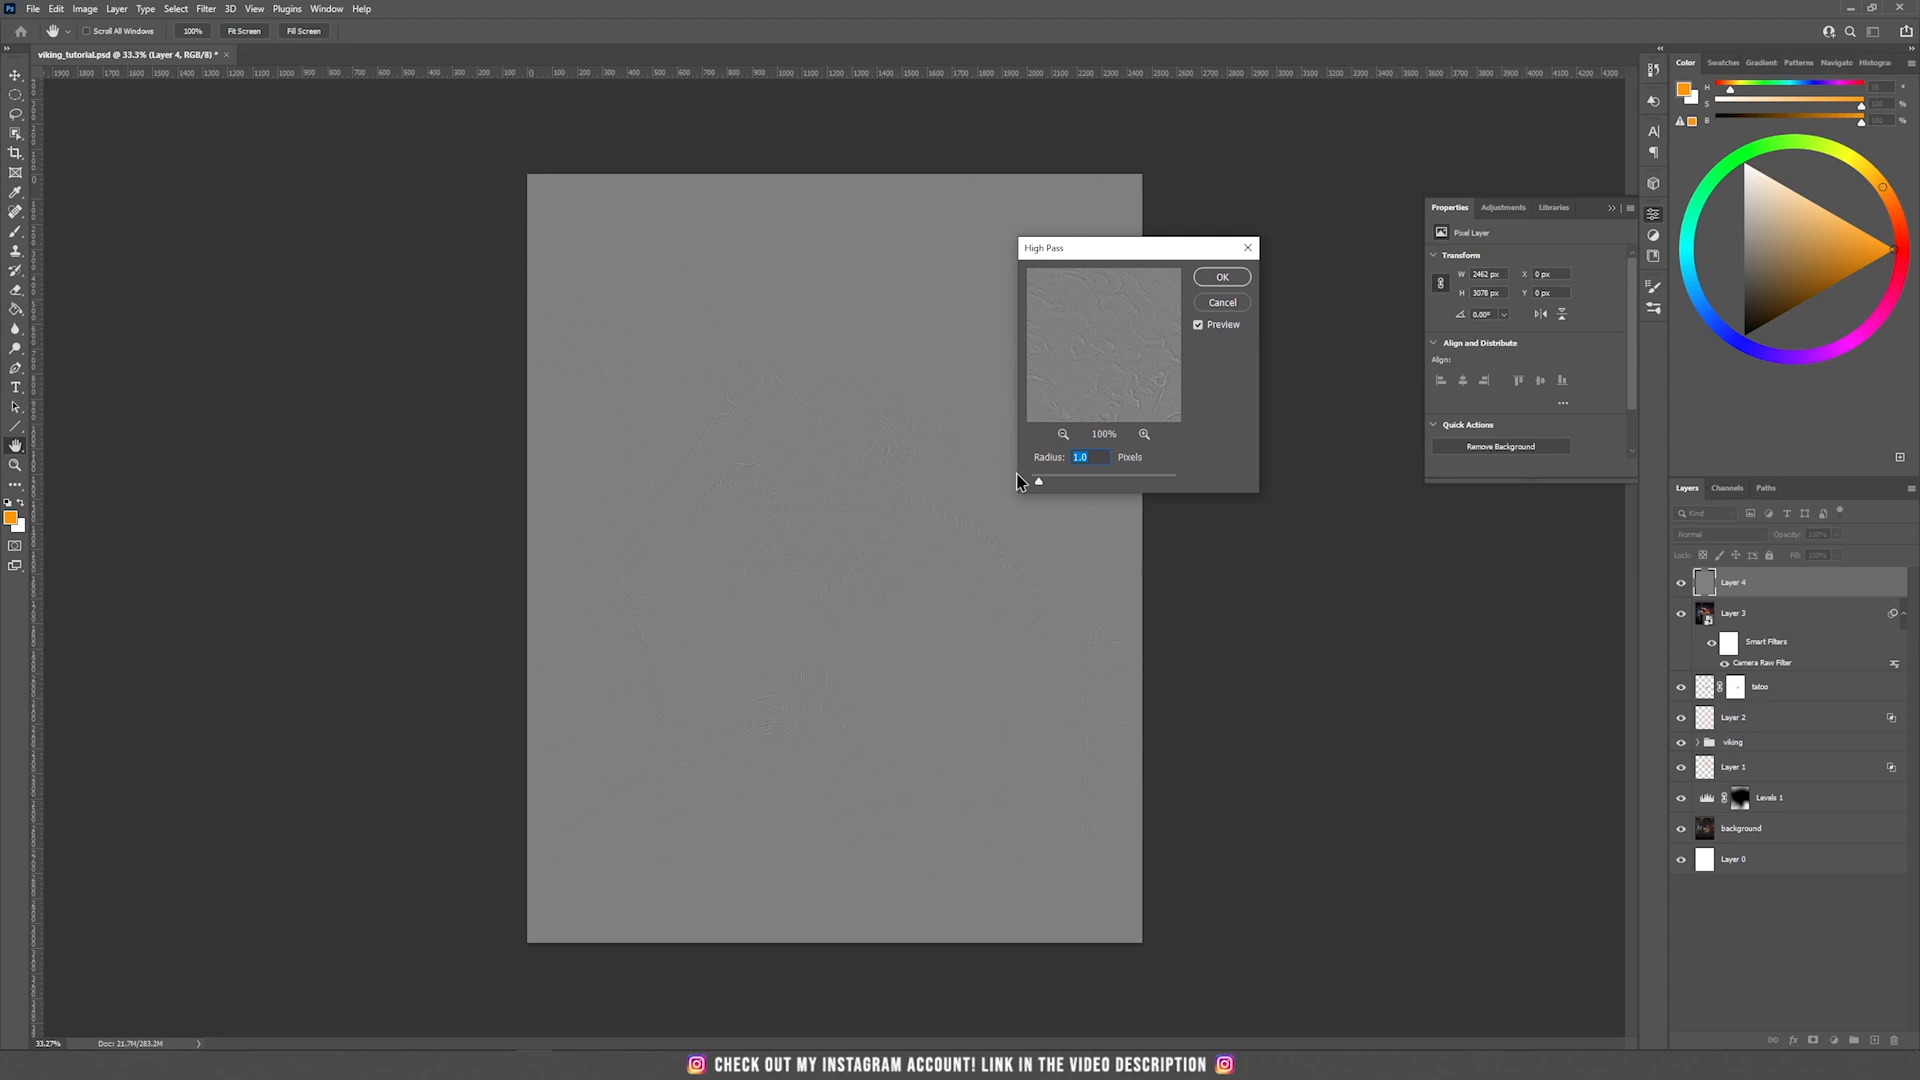 File Edit Image Layer Type Select Filter 3D View Plugins Window Help
Scroll All Windows 100% Fit Screen Fill Screen
viking_tutorial.psd @ 33.3% (Layer 4, RGB/8) *
High Pass
OK
Cancel
Preview
100%
Radius: 1.0 Pixels
Properties Adjustments Libraries
Pixel Layer
Transform
W 2462 px X 0 px
H 3078 px Y 0 px
0.00°
Align and Distribute
Align:
Quick Actions
Remove Background
Color Swatches Gradient Patterns Navigato Histogra
H 35 °
S 100 %
B 100 %
Layers Channels Paths
Kind
Normal Opacity: 100%
Lock: Fill: 100%
Layer 4
Layer 3
Smart Filters
Camera Raw Filter
tatoo
Layer 2
viking
Layer 1
Levels 1
background
Layer 0
33.27% Doc: 21.7M/283.2M
CHECK OUT MY INSTAGRAM ACCOUNT! LINK IN THE VIDEO DESCRIPTION